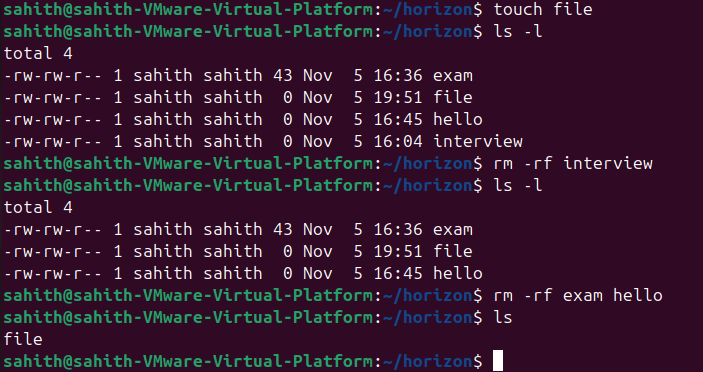 sahith@sahith-VMware-Virtual-Platform:~/horizon$ touch file
sahith@sahith-VMware-Virtual-Platform:~/horizon$ ls -l
total 4
-rw-rw-r-- 1 sahith sahith 43 Nov  5 16:36 exam
-rw-rw-r-- 1 sahith sahith  0 Nov  5 19:51 file
-rw-rw-r-- 1 sahith sahith  0 Nov  5 16:45 hello
-rw-rw-r-- 1 sahith sahith  0 Nov  5 16:04 interview
sahith@sahith-VMware-Virtual-Platform:~/horizon$ rm -rf interview
sahith@sahith-VMware-Virtual-Platform:~/horizon$ ls -l
total 4
-rw-rw-r-- 1 sahith sahith 43 Nov  5 16:36 exam
-rw-rw-r-- 1 sahith sahith  0 Nov  5 19:51 file
-rw-rw-r-- 1 sahith sahith  0 Nov  5 16:45 hello
sahith@sahith-VMware-Virtual-Platform:~/horizon$ rm -rf exam hello
sahith@sahith-VMware-Virtual-Platform:~/horizon$ ls
file
sahith@sahith-VMware-Virtual-Platform:~/horizon$